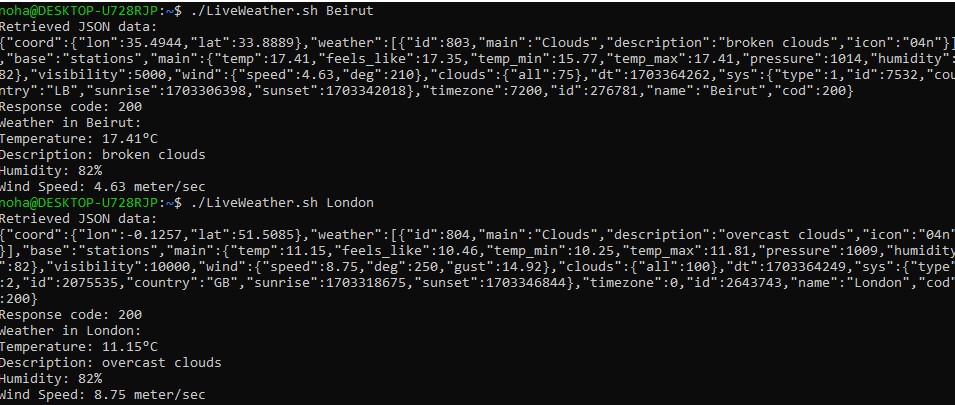 noha@DESKTOP-U728RJP:~$ ./LiveWeather.sh Beirut
Retrieved JSON data:
{"coord":{"lon":35.4944,"lat":33.8889},"weather":[{"id":803,"main":"Clouds","description":"broken clouds","icon":"04n"}]
,"base":"stations","main":{"temp":17.41,"feels_like":17.35,"temp_min":15.77,"temp_max":17.41,"pressure":1014,"humidity":
82},"visibility":5000,"wind":{"speed":4.63,"deg":210},"clouds":{"all":75},"dt":1703364262,"sys":{"type":1,"id":7532,"cou
ntry":"LB","sunrise":1703306398,"sunset":1703342018},"timezone":7200,"id":276781,"name":"Beirut","cod":200}
Response code: 200
Weather in Beirut:
Temperature: 17.41ºC
Description: broken clouds
Humidity: 82%
Wind Speed: 4.63 meter/sec
noha@DESKTOP-U728RJP:~$ ./LiveWeather.sh London
Retrieved JSON data:
{"coord":{"lon":-0.1257,"lat":51.5085},"weather":[{"id":804,"main":"Clouds","description":"overcast clouds","icon":"04n"
}],"base":"stations","main":{"temp":11.15,"feels_like":10.46,"temp_min":10.25,"temp_max":11.81,"pressure":1009,"humidity
":82},"visibility":10000,"wind":{"speed":8.75,"deg":250,"gust":14.92},"clouds":{"all":100},"dt":1703364249,"sys":{"type"
:2,"id":2075535,"country":"GB","sunrise":1703318675,"sunset":1703346844},"timezone":0,"id":2643743,"name":"London","cod"
:200}
Response code: 200
Weather in London:
Temperature: 11.15ºC
Description: overcast clouds
Humidity: 82%
Wind Speed: 8.75 meter/sec